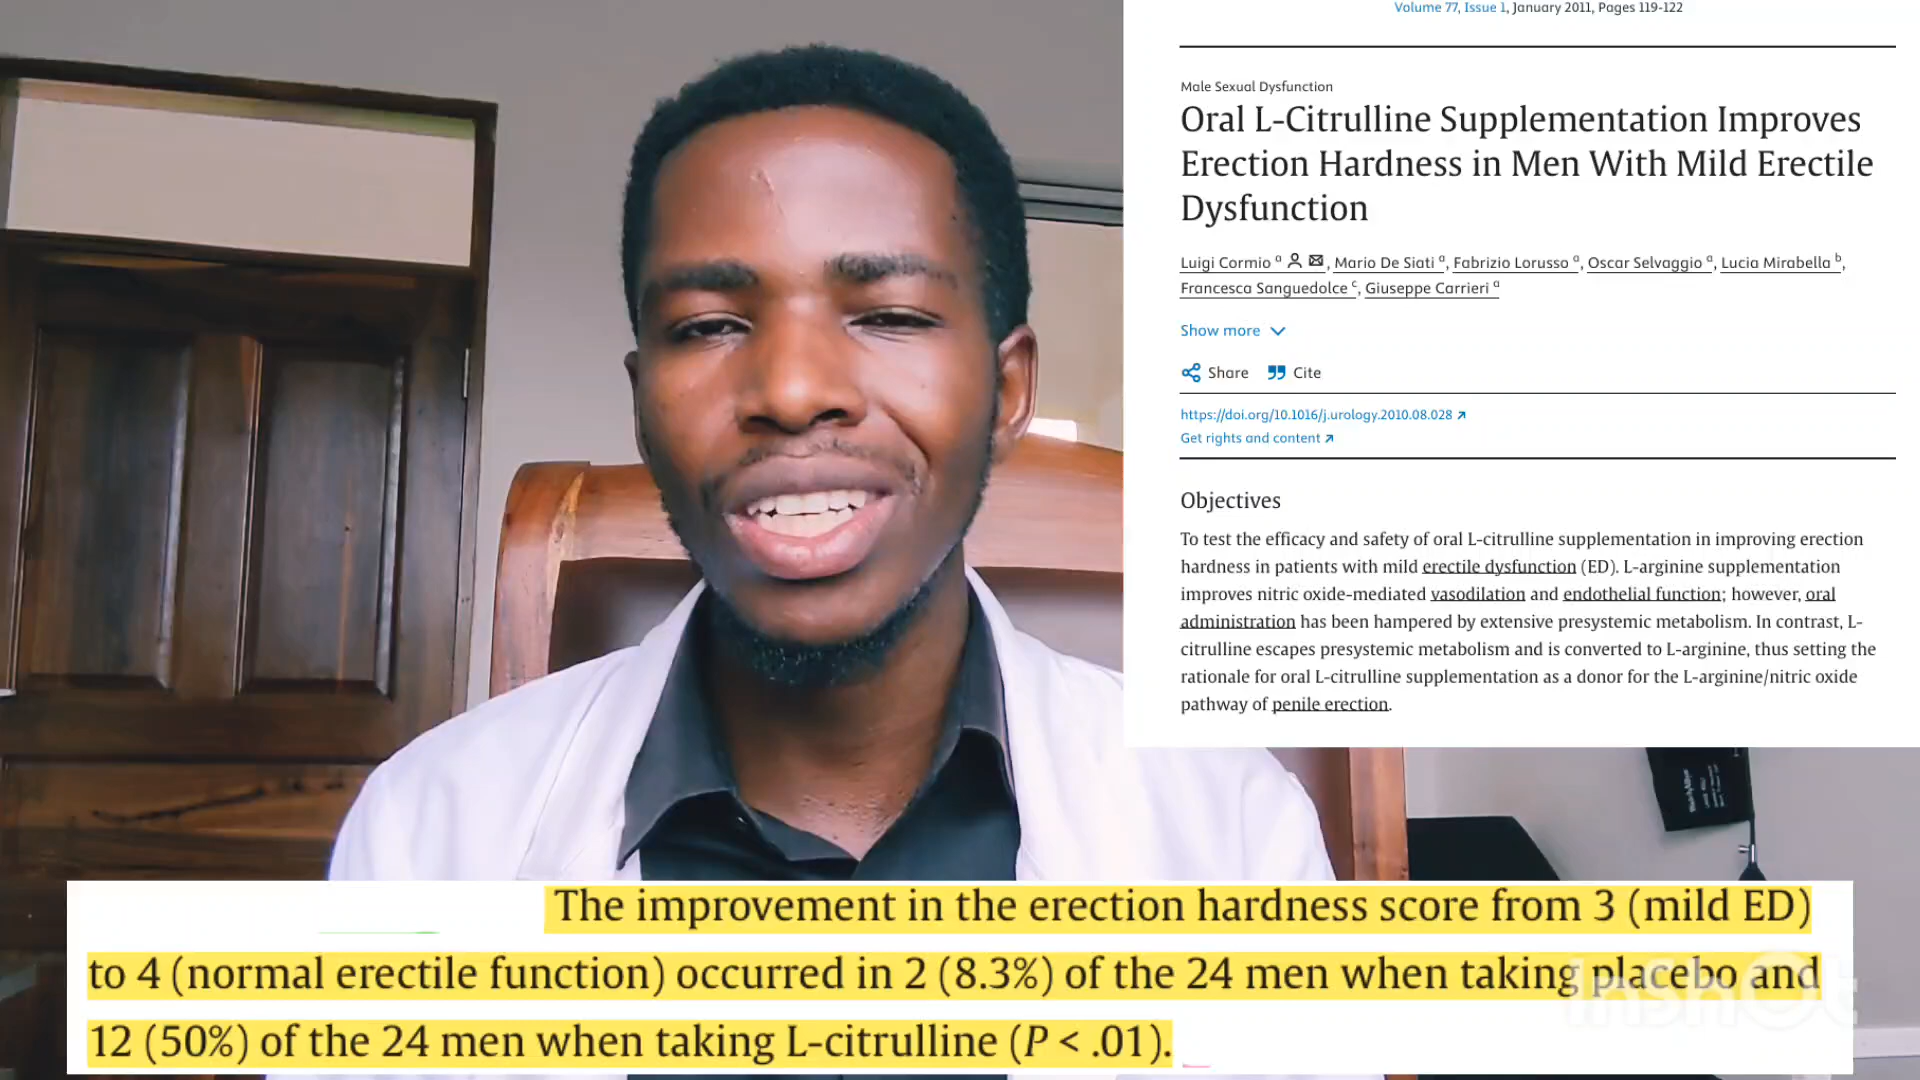 Volume 77, Issue 1, January 2011, Pages 119-122
Male Sexual Dysfunction
Oral L-Citrulline Supplementation Improves
Erection Hardness in Men With Mild Erectile
Dysfunction
Luigi Cormio a, Mario De Siati a, Fabrizio Lorusso a, Oscar Selvaggio a, Lucia Mirabella b,
Francesca Sanguedolce c, Giuseppe Carrieri a
Show more
Share Cite
https://doi.org/10.1016/j.urology.2010.08.028
Get rights and content
Objectives
To test the efficacy and safety of oral L-citrulline supplementation in improving erection
hardness in patients with mild erectile dysfunction (ED). L-arginine supplementation
improves nitric oxide-mediated vasodilation and endothelial function; however, oral
administration has been hampered by extensive presystemic metabolism. In contrast, L-
citrulline escapes presystemic metabolism and is converted to L-arginine, thus setting the
rationale for oral L-citrulline supplementation as a donor for the L-arginine/nitric oxide
pathway of penile erection.
The improvement in the erection hardness score from 3 (mild ED)
to 4 (normal erectile function) occurred in 2 (8.3%) of the 24 men when taking placebo and
12 (50%) of the 24 men when taking L-citrulline (P < .01).
InShOt